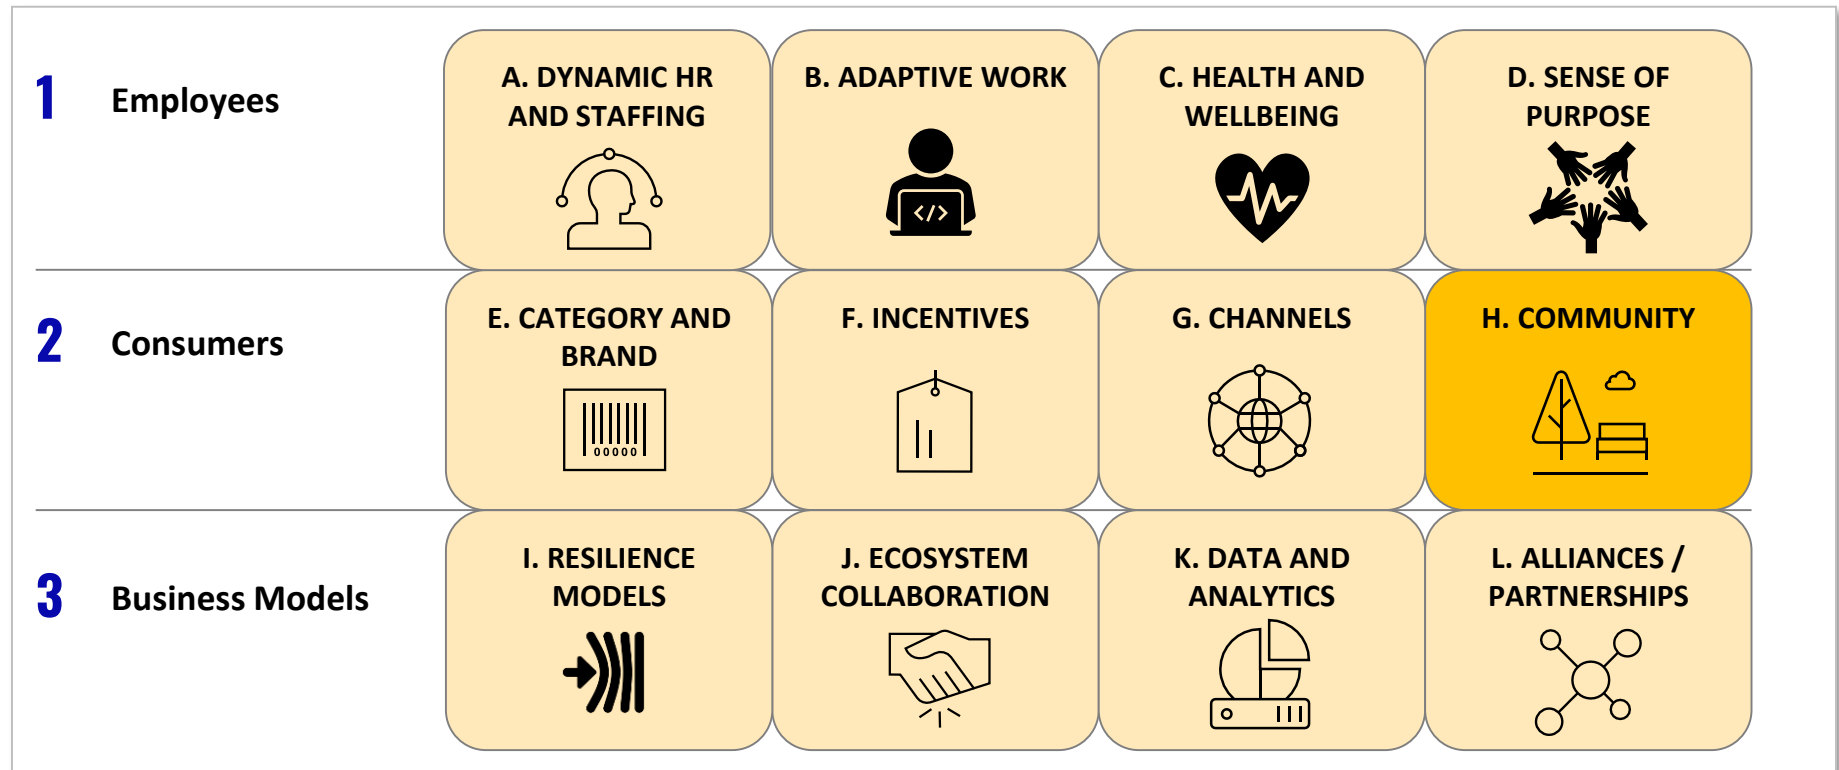 1
Employees
A. DYNAMIC HR
AND STAFFING
B. ADAPTIVE WORK
</>
C. HEALTH AND
WELLBEING
D. SENSE OF
PURPOSE
2
Consumers
E. CATEGORY AND
BRAND
00000
F. INCENTIVES
G. CHANNELS
H. COMMUNITY
3
Business Models
I. RESILIENCE
MODELS
J. ECOSYSTEM
COLLABORATION
K. DATA AND
ANALYTICS
L. ALLIANCES /
PARTNERSHIPS